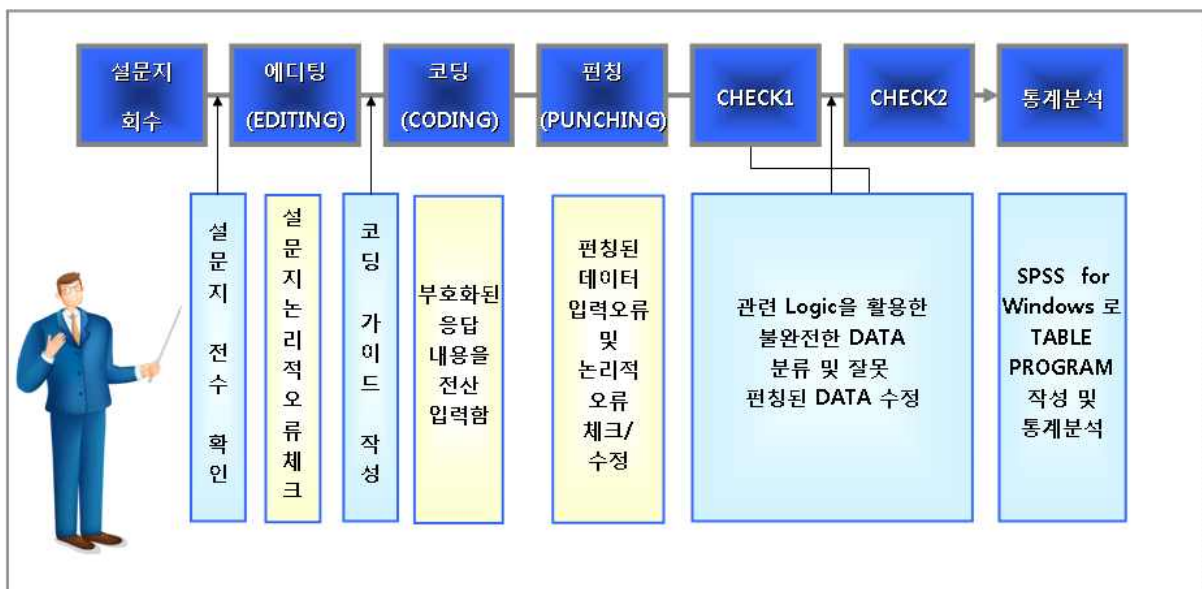 설문지
회수
에디팅
(EDITING)
코딩
(CODING)
펀칭
(PUNCHING)
CHECK1
CHECK2
통계분석
설문지 전수 확인
설문지논리적오류체크
코딩 가이드 작성
부호화된
응답
내용을
전산
입력함
펀칭된
데이터
입력오류
및
논리적
오류
체크/
수정
관련 Logic을 활용한
불완전한 DATA
분류 및 잘못
펀칭된 DATA 수정
SPSS for
Windows 로
TABLE
PROGRAM
작성 및
통계분석